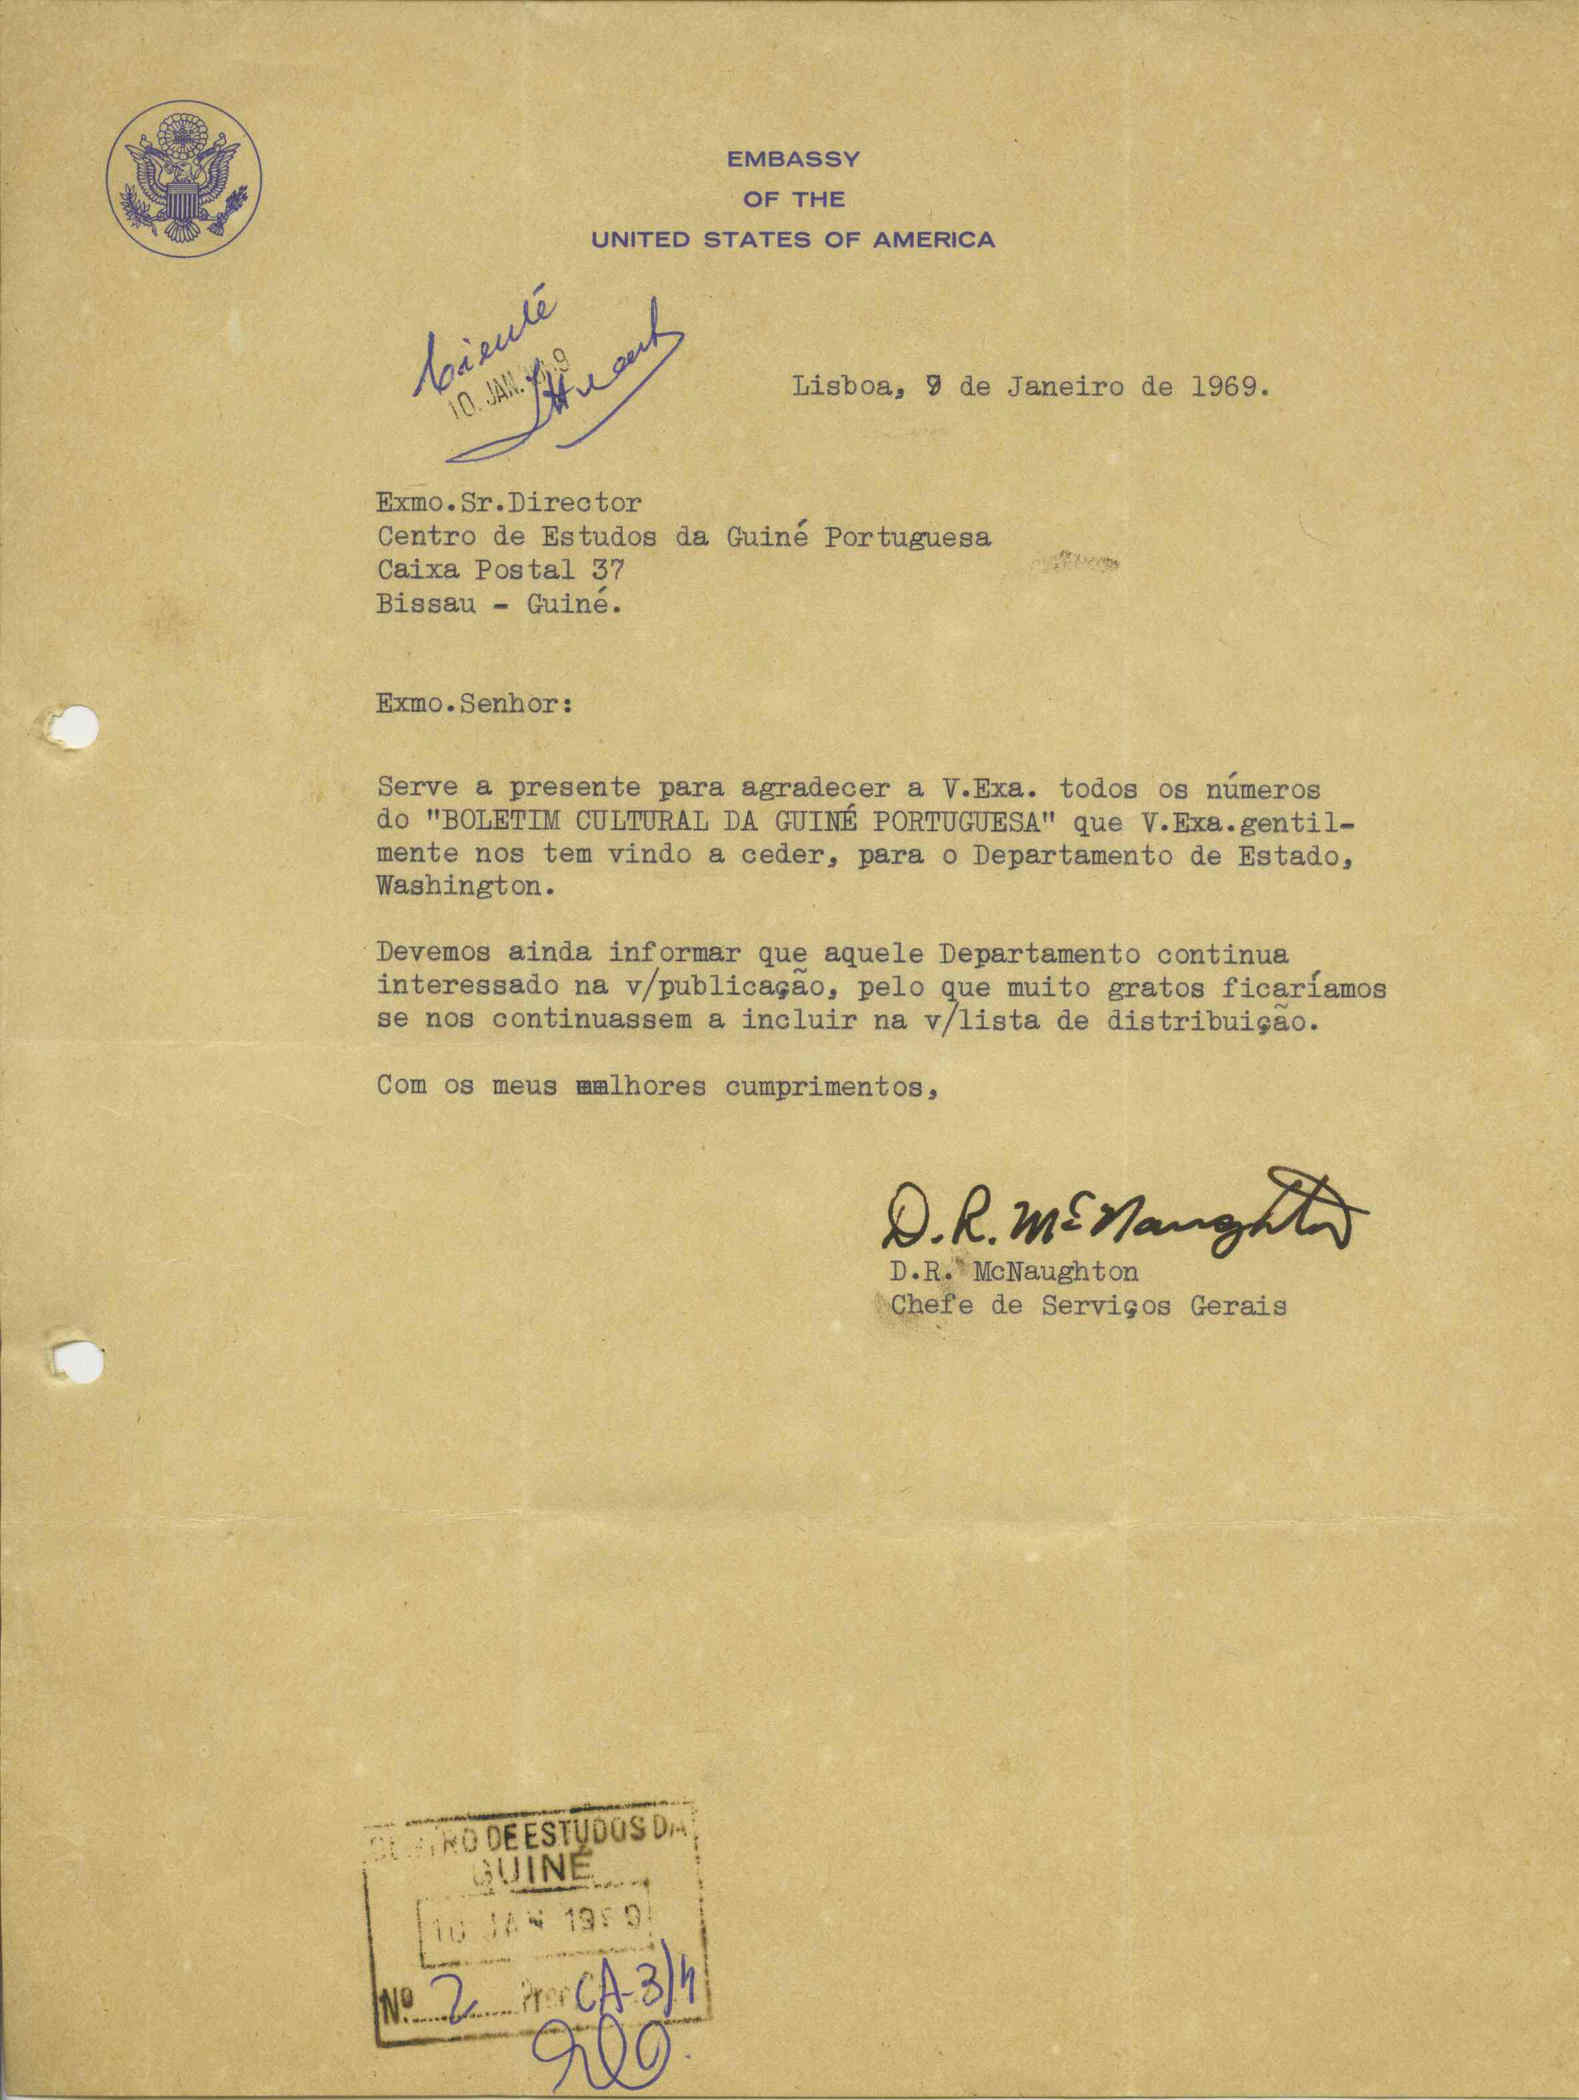 EMBASSY
OF THE
UNITED STATES OF AMERICA
Ciente
10. JAN.
Lisboa, 9 de Janeiro de 1969.
Exmo.Sr.Director
Centro de Estudos da Guiné Portuguesa
Caixa Postal 37
Bissau - Guiné.
Exmo.Senhor:
Serve a presente para agradecer a V.Exa. todos os números
do "BOLETIM CULTURAL DA GUINÉ PORTUGUESA" que V.Exa.gentil-
mente nos tem vindo a ceder, para o Departamento de Estado,
Washington.
Devemos ainda informar que aquele Departamento continua
interessado na v/publicação, pelo que muito gratos ficaríamos
se nos continuassem a incluir na v/lista de distribuição.
Com os meus melhores cumprimentos,
D.R. McNaughton
D.R. McNaughton
Chefe de Serviços Gerais
CENTRO DE ESTUDOS DA
GUINÉ
10 JAN 1969
Nº 2 Proc CA-3/4